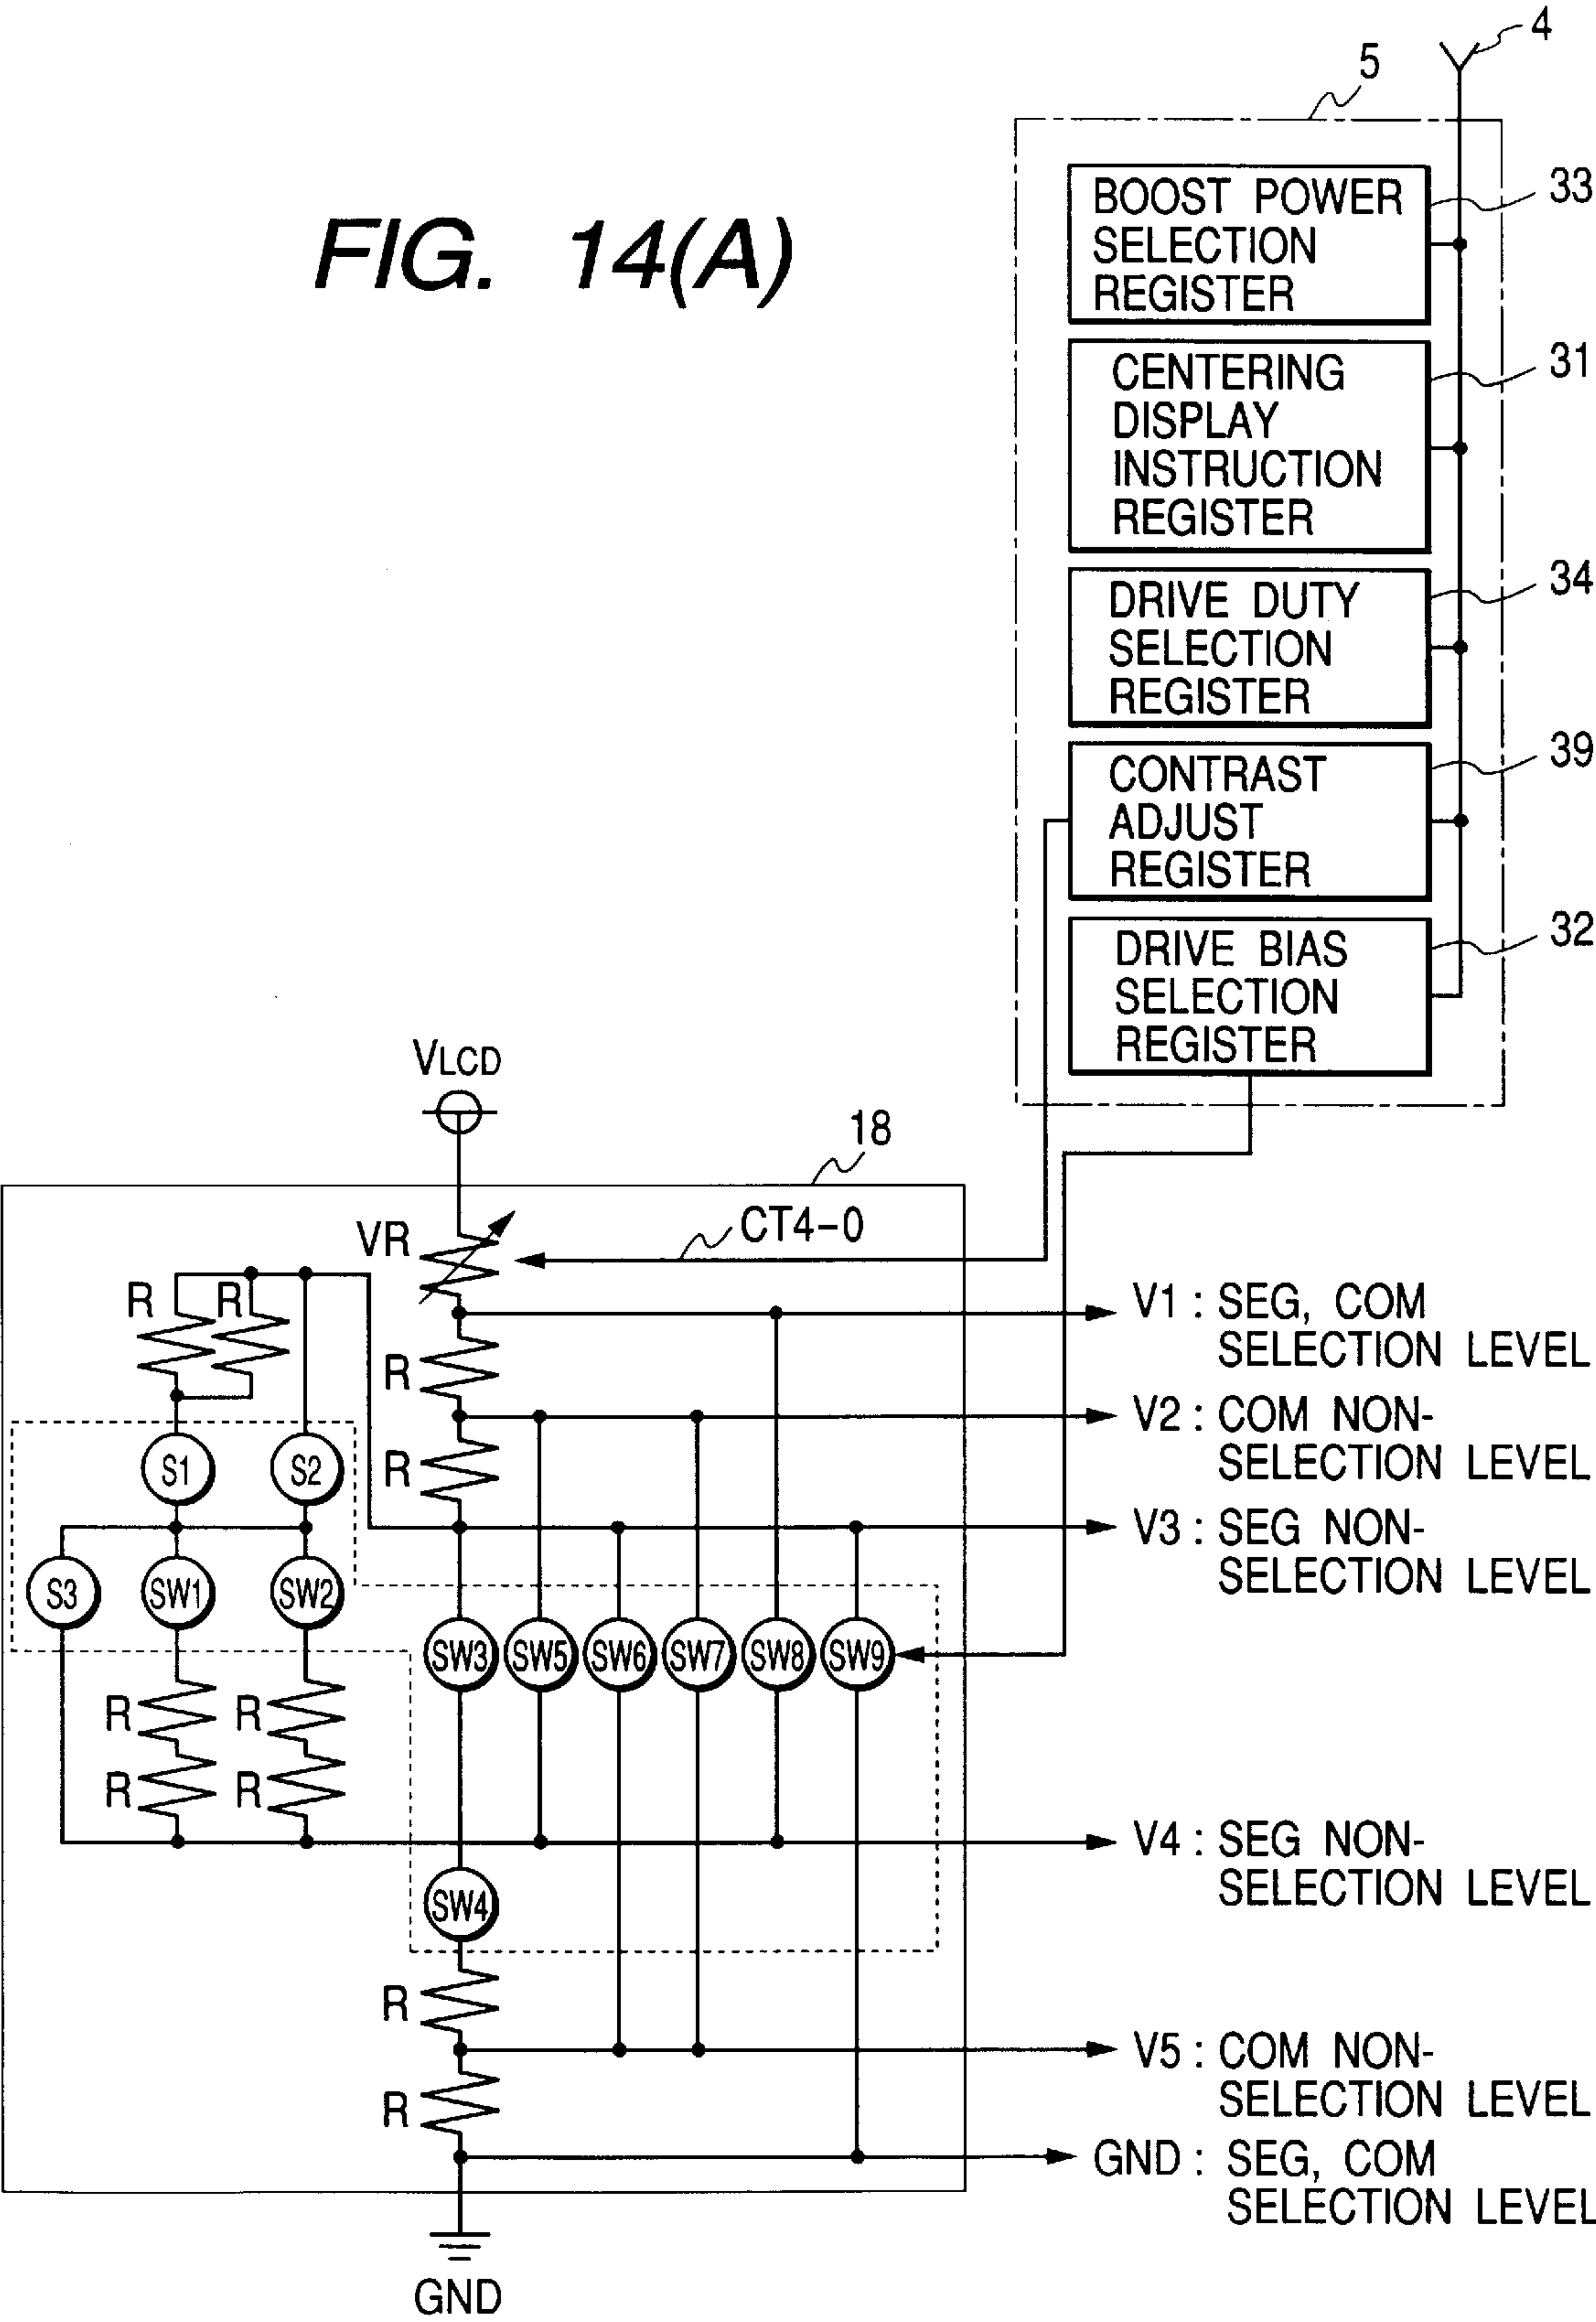 FIG. 14(A)
4
5
BOOST POWER
SELECTION
REGISTER
33
CENTERING
DISPLAY
INSTRUCTION
REGISTER
31
DRIVE DUTY
SELECTION
REGISTER
34
CONTRAST
ADJUST
REGISTER
39
DRIVE BIAS
SELECTION
REGISTER
32
VLCD
18
VR
CT4-0
R R
V1 : SEG, COM
SELECTION LEVEL
R
V2 : COM NON-
SELECTION LEVEL
S1 S2 R
V3 : SEG NON-
SELECTION LEVEL
S3 SW1 SW2
SW3 SW5 SW6 SW7 SW8 SW9
R R
R R
V4 : SEG NON-
SELECTION LEVEL
SW4
R
V5 : COM NON-
SELECTION LEVEL
R
GND : SEG, COM
SELECTION LEVEL
GND